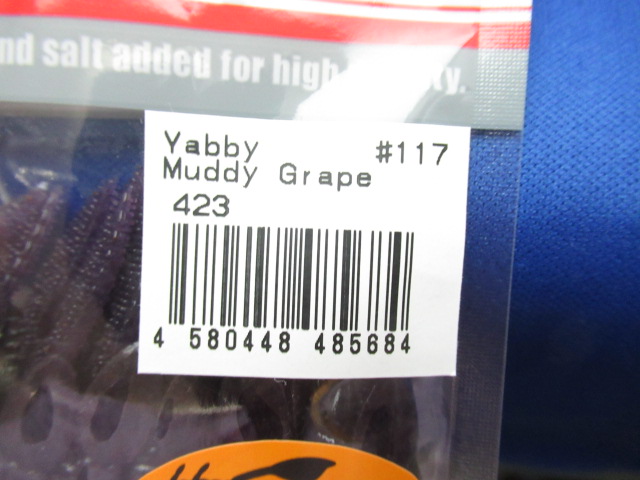 nd salt added for high
Yabby #117
Muddy Grape
423
4 580448 485684